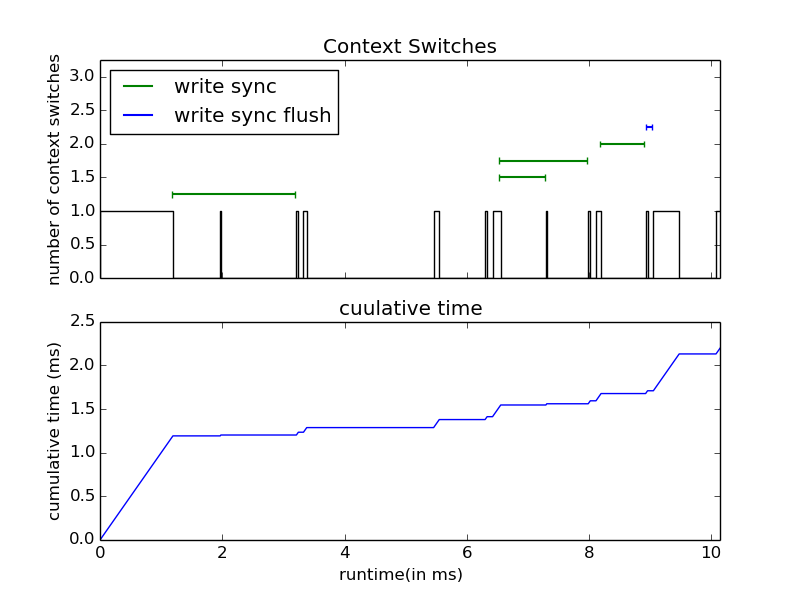 Context Switches
number of context switches
3.0
2.5
2.0
1.5
1.0
0.5
0.0
write sync
write sync flush
cuulative time
cumulative time (ms)
2.5
2.0
1.5
1.0
0.5
0.0
0 2 4 6 8 10
runtime(in ms)